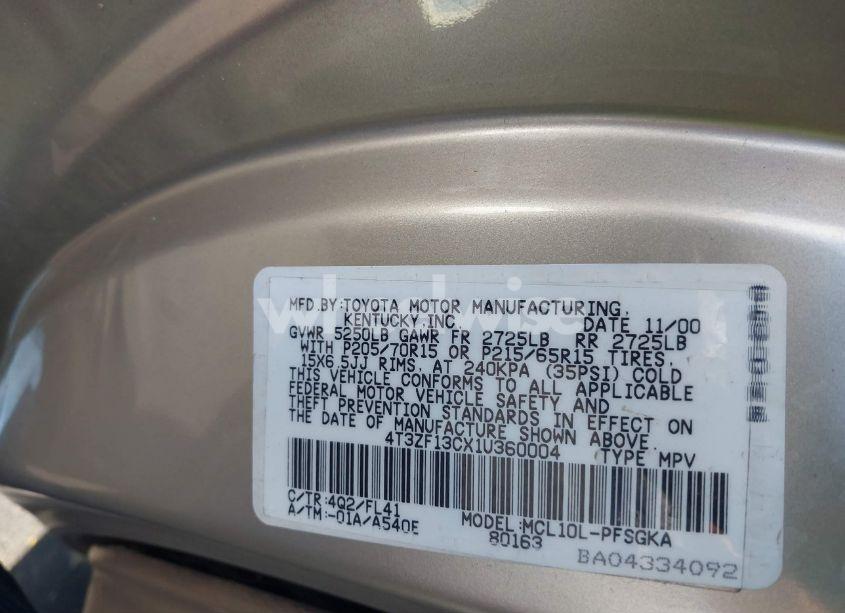 MFD.BY:TOYOTA MOTOR MANUFACTURING,
KENTUCKY,INC. DATE 11/00
GVWR 5250LB GAWR FR 2725LB RR 2725LB
WITH P205/70R15 OR P215/65R15 TIRES,
15X6.5JJ RIMS, AT 240KPA (35PSI) COLD
THIS VEHICLE CONFORMS TO ALL APPLICABLE
FEDERAL MOTOR VEHICLE SAFETY AND
THEFT PREVENTION STANDARDS IN EFFECT ON
THE DATE OF MANUFACTURE SHOWN ABOVE.
4T3ZF13CX1U360004 TYPE MPV
C/TR:4Q2/FL41
A/TM:-01A/A540E
MODEL:MCL10L-PFSGKA
80163
BA04334092